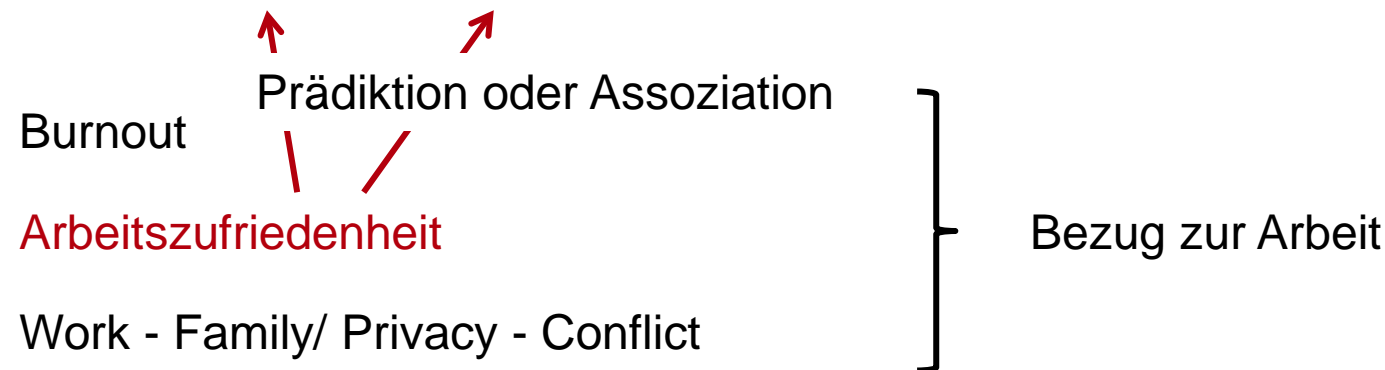 Prädiktion oder Assoziation
Burnout
Arbeitszufriedenheit
Bezug zur Arbeit
Work - Family/ Privacy - Conflict